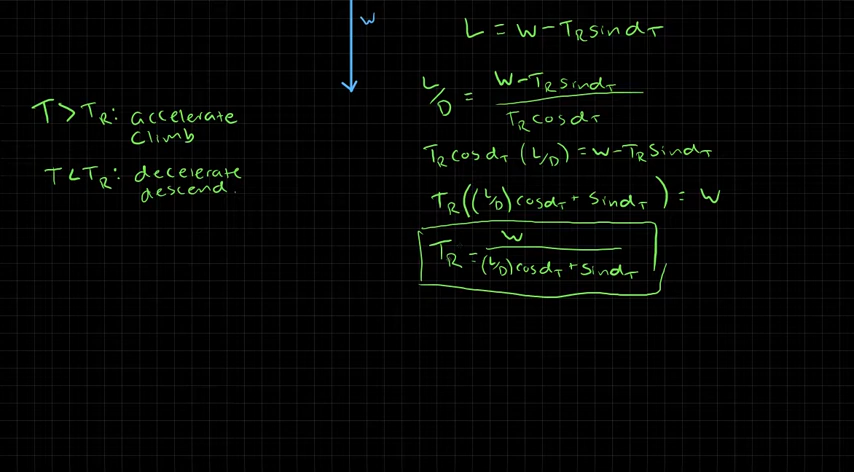 W
L = W - T_R sin α_T
L/D = (W - T_R sin α_T) / (T_R cos α_T)
T > T_R: accelerate
climb
T_R cos α_T (L/D) = W - T_R sin α_T
T < T_R: decelerate
descend.
T_R((L/D) cos α_T + sin α_T) = W
T_R = W / ((L/D) cos α_T + sin α_T)